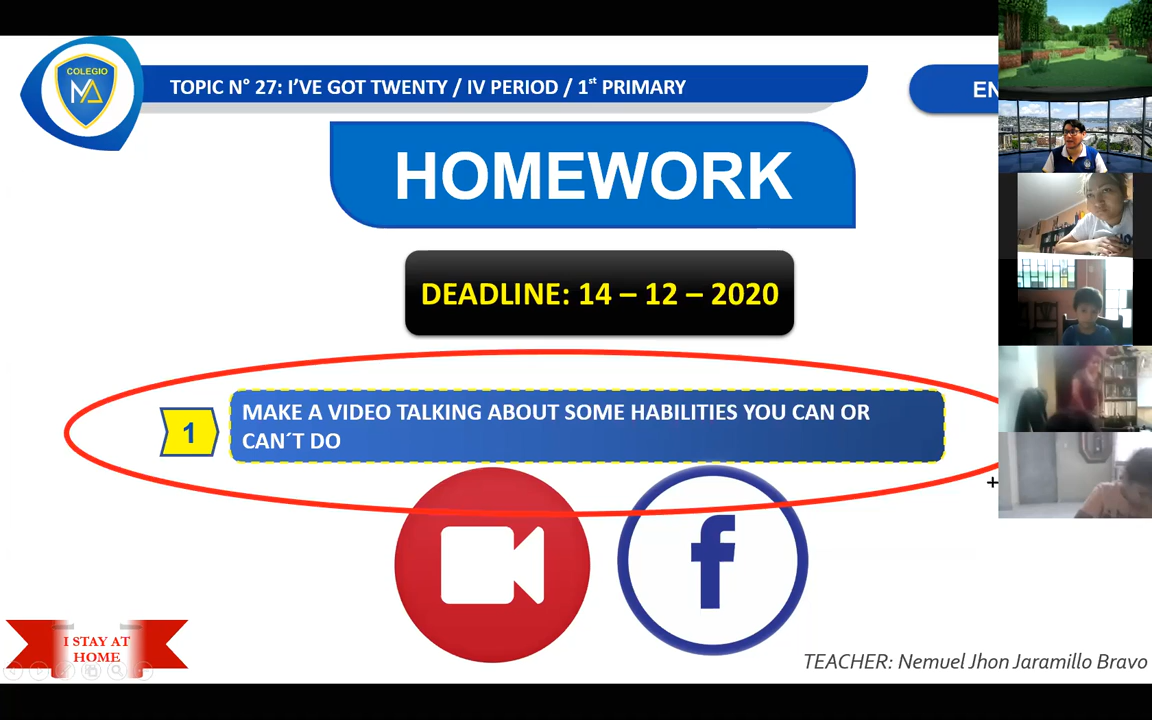 COLEGIO
TOPIC N° 27: I'VE GOT TWENTY / IV PERIOD / 1st PRIMARY
EN
HOMEWORK
DEADLINE: 14 – 12 – 2020
1
MAKE A VIDEO TALKING ABOUT SOME HABILITIES YOU CAN OR
CAN´T DO
I STAY AT
HOME
TEACHER: Nemuel Jhon Jaramillo Bravo